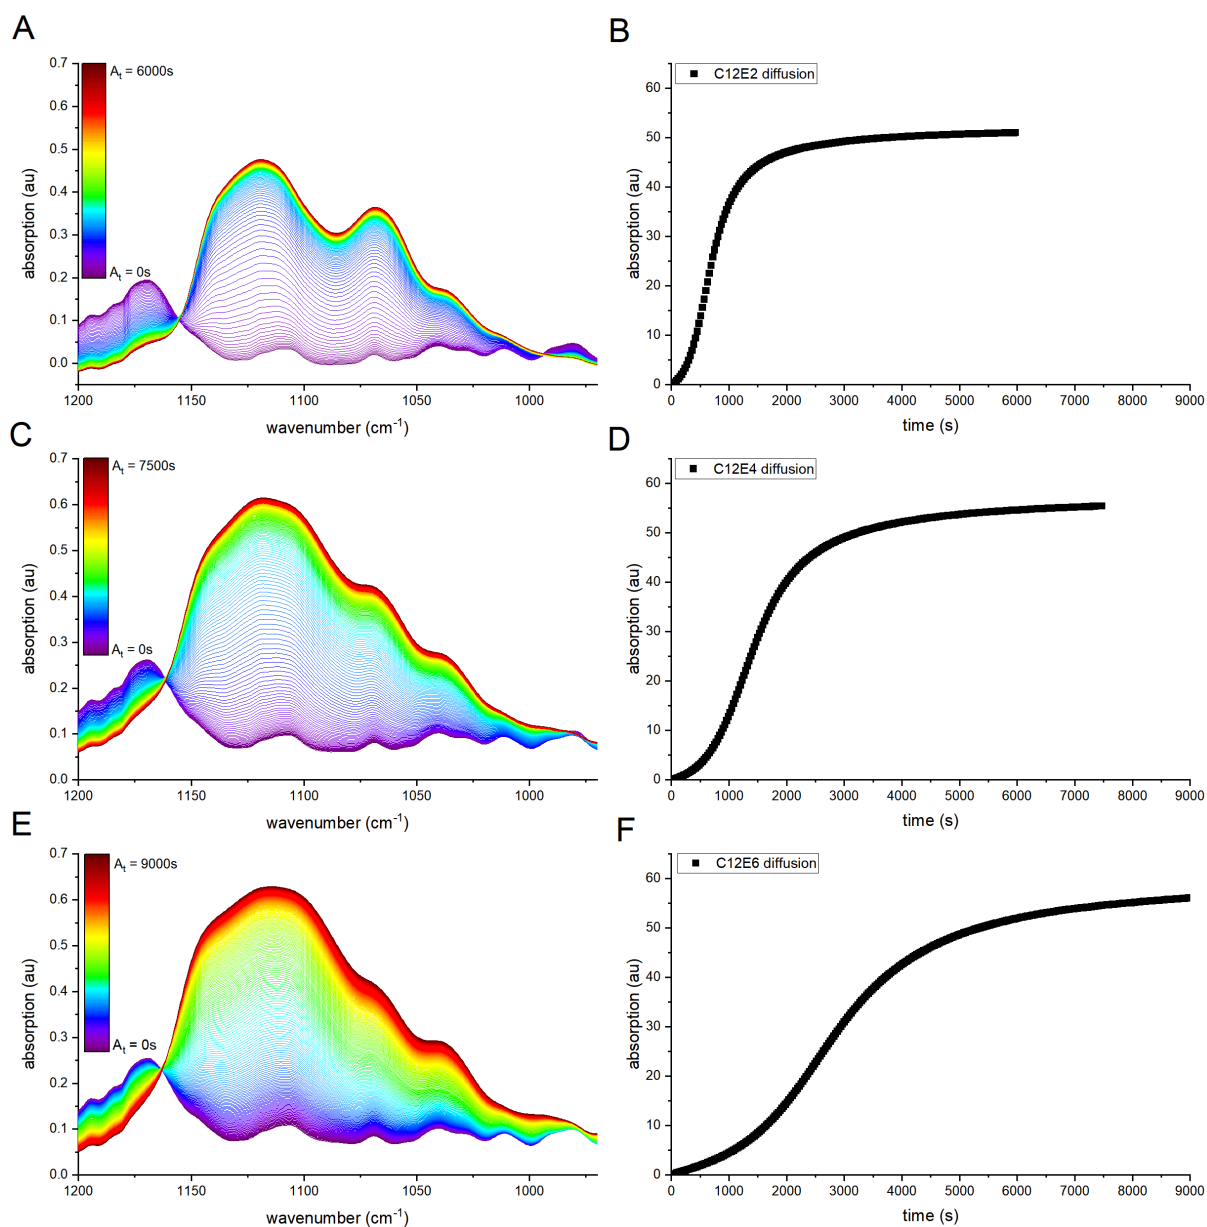 A
0.7
0.6
0.5
0.4
0.3
0.2
0.1
0.0
absorption (au)
A_t = 6000s
A_t = 0s
1200 1150 1100 1050 1000
wavenumber (cm⁻¹)
B
60
50
40
30
20
10
0
absorption (au)
C12E2 diffusion
0 1000 2000 3000 4000 5000 6000 7000 8000 9000
time (s)
C
0.7
0.6
0.5
0.4
0.3
0.2
0.1
0.0
absorption (au)
A_t = 7500s
A_t = 0s
1200 1150 1100 1050 1000
wavenumber (cm⁻¹)
D
60
50
40
30
20
10
0
absorption (au)
C12E4 diffusion
0 1000 2000 3000 4000 5000 6000 7000 8000 9000
time (s)
E
0.7
0.6
0.5
0.4
0.3
0.2
0.1
0.0
absorption (au)
A_t = 9000s
A_t = 0s
1200 1150 1100 1050 1000
wavenumber (cm⁻¹)
F
60
50
40
30
20
10
0
absorption (au)
C12E6 diffusion
0 1000 2000 3000 4000 5000 6000 7000 8000 9000
time (s)